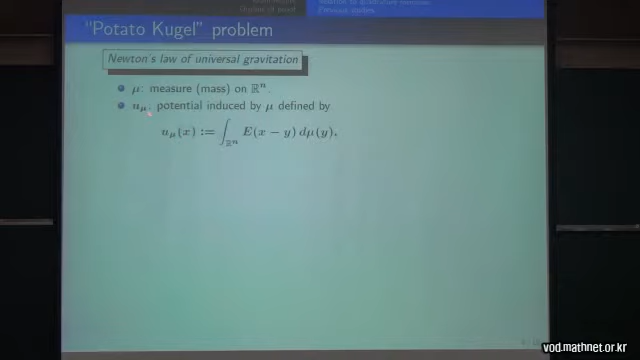 "Potato Kugel" problem
Newton's law of universal gravitation
μ: measure (mass) on ℝⁿ.
u_μ: potential induced by μ defined by
u_μ(x) := ∫_{ℝⁿ} E(x − y) dμ(y),
vod.mathnet.or.kr